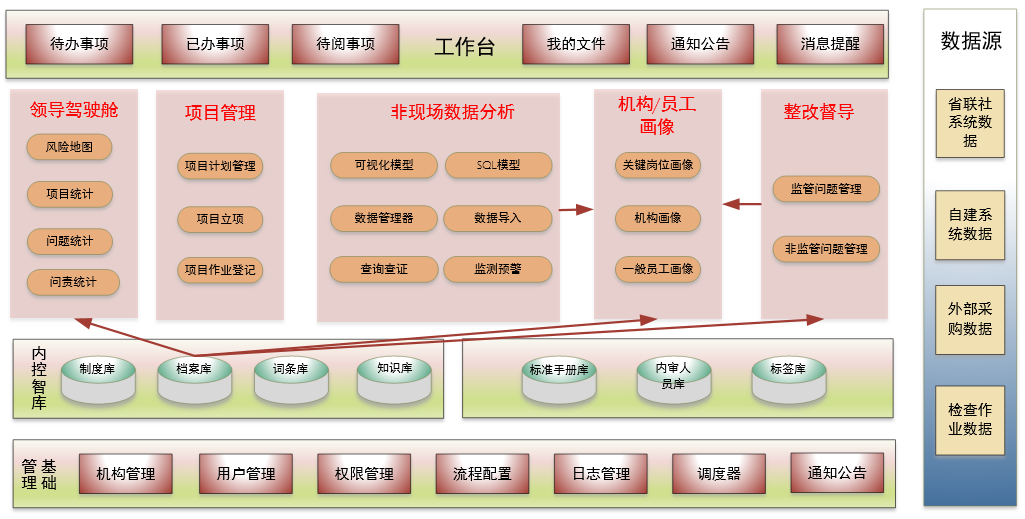 待办事项
已办事项
待阅事项
工作台
我的文件
通知公告
消息提醒
领导驾驶舱
风险地图
项目统计
问题统计
问责统计
项目管理
项目计划管理
项目立项
项目作业登记
非现场数据分析
可视化模型
SQL模型
数据管理器
数据导入
查询查证
监测预警
机构/员工
画像
关键岗位画像
机构画像
一般员工画像
整改督导
监管问题管理
非监管问题管理
内控智库
制度库
档案库
词条库
知识库
标准手册库
内审人
员库
标签库
基础
管理
机构管理
用户管理
权限管理
流程配置
日志管理
调度器
通知公告
数据源
省联社
系统数
据
自建系
统数据
外部采
购数据
检查作
业数据